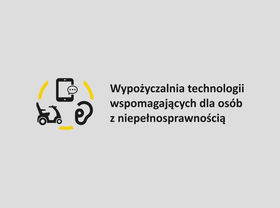 Wypożyczalnia technologii
wspomagających dla osób
z niepełnosprawnością